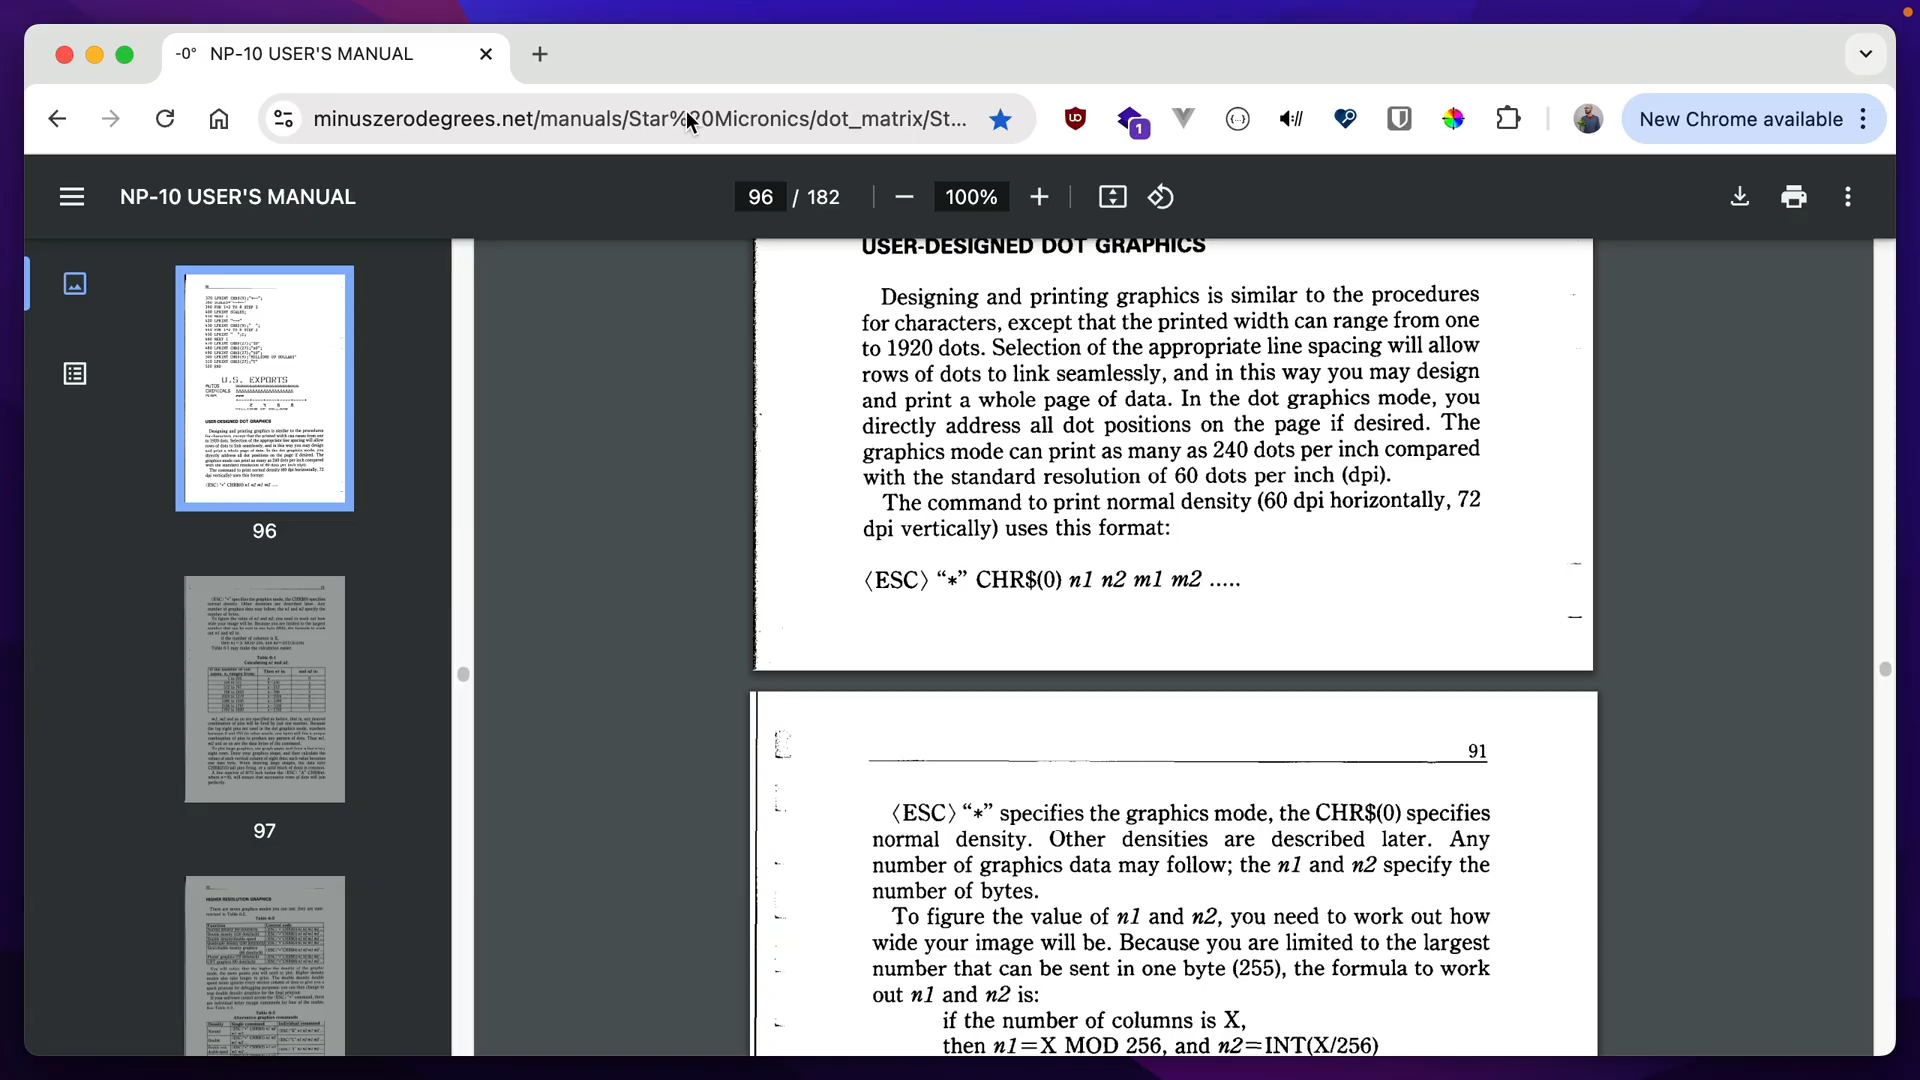 -0° NP-10 USER'S MANUAL
minuszerodegrees.net/manuals/Star%20Micronics/dot_matrix/St...
1
New Chrome available
NP-10 USER'S MANUAL
96 / 182
100%
96
97
USER-DESIGNED DOT GRAPHICS
Designing and printing graphics is similar to the procedures
for characters, except that the printed width can range from one
to 1920 dots. Selection of the appropriate line spacing will allow
rows of dots to link seamlessly, and in this way you may design
and print a whole page of data. In the dot graphics mode, you
directly address all dot positions on the page if desired. The
graphics mode can print as many as 240 dots per inch compared
with the standard resolution of 60 dots per inch (dpi).
The command to print normal density (60 dpi horizontally, 72
dpi vertically) uses this format:
〈ESC〉 “*” CHR$(0) n1 n2 m1 m2 .....
91
〈ESC〉 “*” specifies the graphics mode, the CHR$(0) specifies
normal density. Other densities are described later. Any
number of graphics data may follow; the n1 and n2 specify the
number of bytes.
To figure the value of n1 and n2, you need to work out how
wide your image will be. Because you are limited to the largest
number that can be sent in one byte (255), the formula to work
out n1 and n2 is:
if the number of columns is X,
then n1=X MOD 256, and n2=INT(X/256)